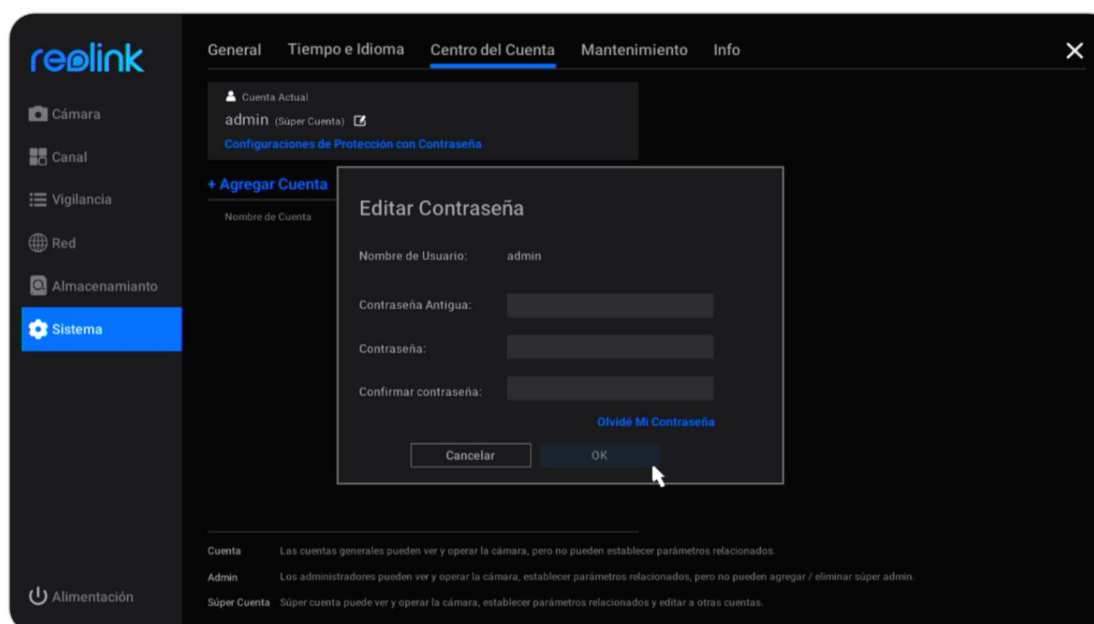 reolink
General Tiempo e Idioma Centro del Cuenta Mantenimiento Info
Cámara
Canal
Vigilancia
Red
Almacenamianto
Sistema
Alimentación
Cuenta Actual
admin (Súper Cuenta)
Configuraciones de Protección con Contraseña
+ Agregar Cuenta
Nombre de Cuenta
Editar Contraseña
Nombre de Usuario: admin
Contraseña Antigua:
Contraseña:
Confirmar contraseña:
Olvidé Mi Contraseña
Cancelar OK
Cuenta Las cuentas generales pueden ver y operar la cámara, pero no pueden establecer parámetros relacionados.
Admin Los administradores pueden ver y operar la cámara, establecer parámetros relacionados, pero no pueden agregar / eliminar súper admin.
Súper Cuenta Súper cuenta puede ver y operar la cámara, establecer parámetros relacionados y editar a otras cuentas.